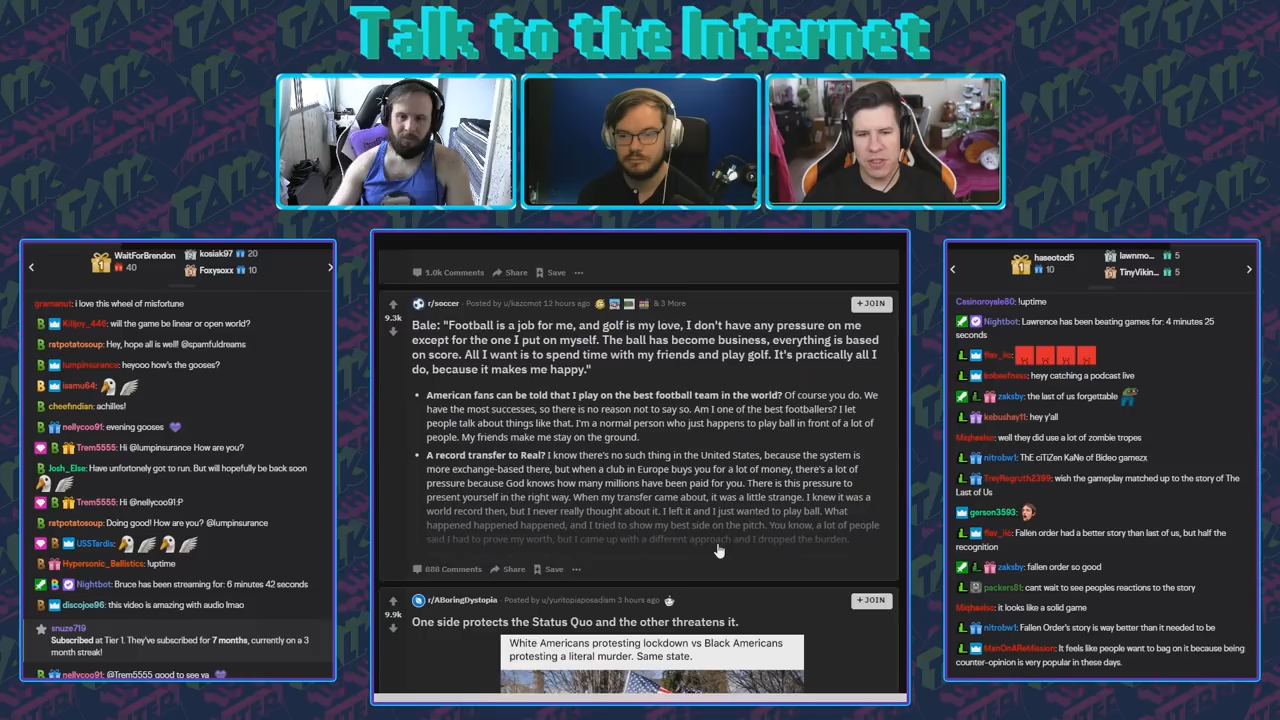 Talk to the Internet
WaitForBrendon
40
kosiak97 20
Foxysoxx 10
gramanut: i love this wheel of misfortune
Killjoy_446: will the game be linear or open world?
ratpotatosoup: Hey, hope all is well! @spamfuldreams
lumpinsurance: heyooo how's the gooses?
isamu64:
cheefindian: achilles!
nellycoo91: evening gooses
Trem5555: Hi @lumpinsurance How are you?
Josh_Else: Have unfortonely got to run. But will hopefully be back soon
Trem5555: Hi @nellycoo91:P
ratpotatosoup: Doing good! How are you? @lumpinsurance
USSTardis:
Hypersonic_Ballistics: !uptime
Nightbot: Bruce has been streaming for: 6 minutes 42 seconds
discojoe96: this video is amazing with audio lmao
snuze719
Subscribed at Tier 1. They've subscribed for 7 months, currently on a 3
month streak!
nellycoo91: @Trem5555 good to see ya
1.0k Comments Share Save ...
r/soccer · Posted by u/kazomot 12 hours ago & 3 More
+ JOIN
9.3k
Bale: "Football is a job for me, and golf is my love, I don't have any pressure on me
except for the one I put on myself. The ball has become business, everything is based
on score. All I want is to spend time with my friends and play golf. It's practically all I
do, because it makes me happy."
• American fans can be told that I play on the best football team in the world? Of course you do. We
have the most successes, so there is no reason not to say so. Am I one of the best footballers? I let
people talk about things like that. I'm a normal person who just happens to play ball in front of a lot of
people. My friends make me stay on the ground.
• A record transfer to Real? I know there's no such thing in the United States, because the system is
more exchange-based there, but when a club in Europe buys you for a lot of money, there's a lot of
pressure because God knows how many millions have been paid for you. There is this pressure to
present yourself in the right way. When my transfer came about, it was a little strange. I knew it was a
world record then, but I never really thought about it. I left it and I just wanted to play ball. What
happened happened happened, and I tried to show my best side on the pitch. You know, a lot of people
said I had to prove my worth, but I came up with a different approach and I dropped the burden.
888 Comments Share Save ...
r/ABoringDystopia · Posted by u/yuritopiaposadism 3 hours ago
+ JOIN
9.9k
One side protects the Status Quo and the other threatens it.
White Americans protesting lockdown vs Black Americans
protesting a literal murder. Same state.
haseotod5
10
lawnmo... 5
TinyVikin... 5
Casinoroyale80: !uptime
Nightbot: Lawrence has been beating games for: 4 minutes 25
seconds
flav_iic:
kobeefness: heyy catching a podcast live
zaksby: the last of us forgettable
kebushay11: hey y'all
Miqhaelso: well they did use a lot of zombie tropes
nitrobw1: ThE ciTiZen KaNe of Bideo gamezx
TreyRegruth2399: wish the gameplay matched up to the story of The
Last of Us
gerson3593:
flav_iic: Fallen order had a better story than last of us, but half the
recognition
zaksby: fallen order so good
packers81: cant wait to see peoples reactions to the story
Miqhaelso: it looks like a solid game
nitrobw1: Fallen Order's story is way better than it needed to be
ManOnAReMission: It feels like people want to bag on it because being
counter-opinion is very popular in these days.